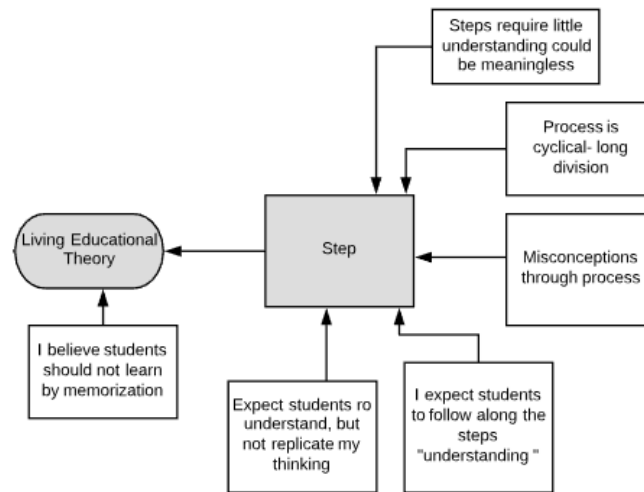 Steps require little
understanding could
be meaningless
Process is
cyclical- long
division
Living Educational
Theory
Step
Misconceptions
through process
I believe students
should not learn
by memorization
Expect students ro
understand, but
not replicate my
thinking
I expect students
to follow along the
steps
"understanding "